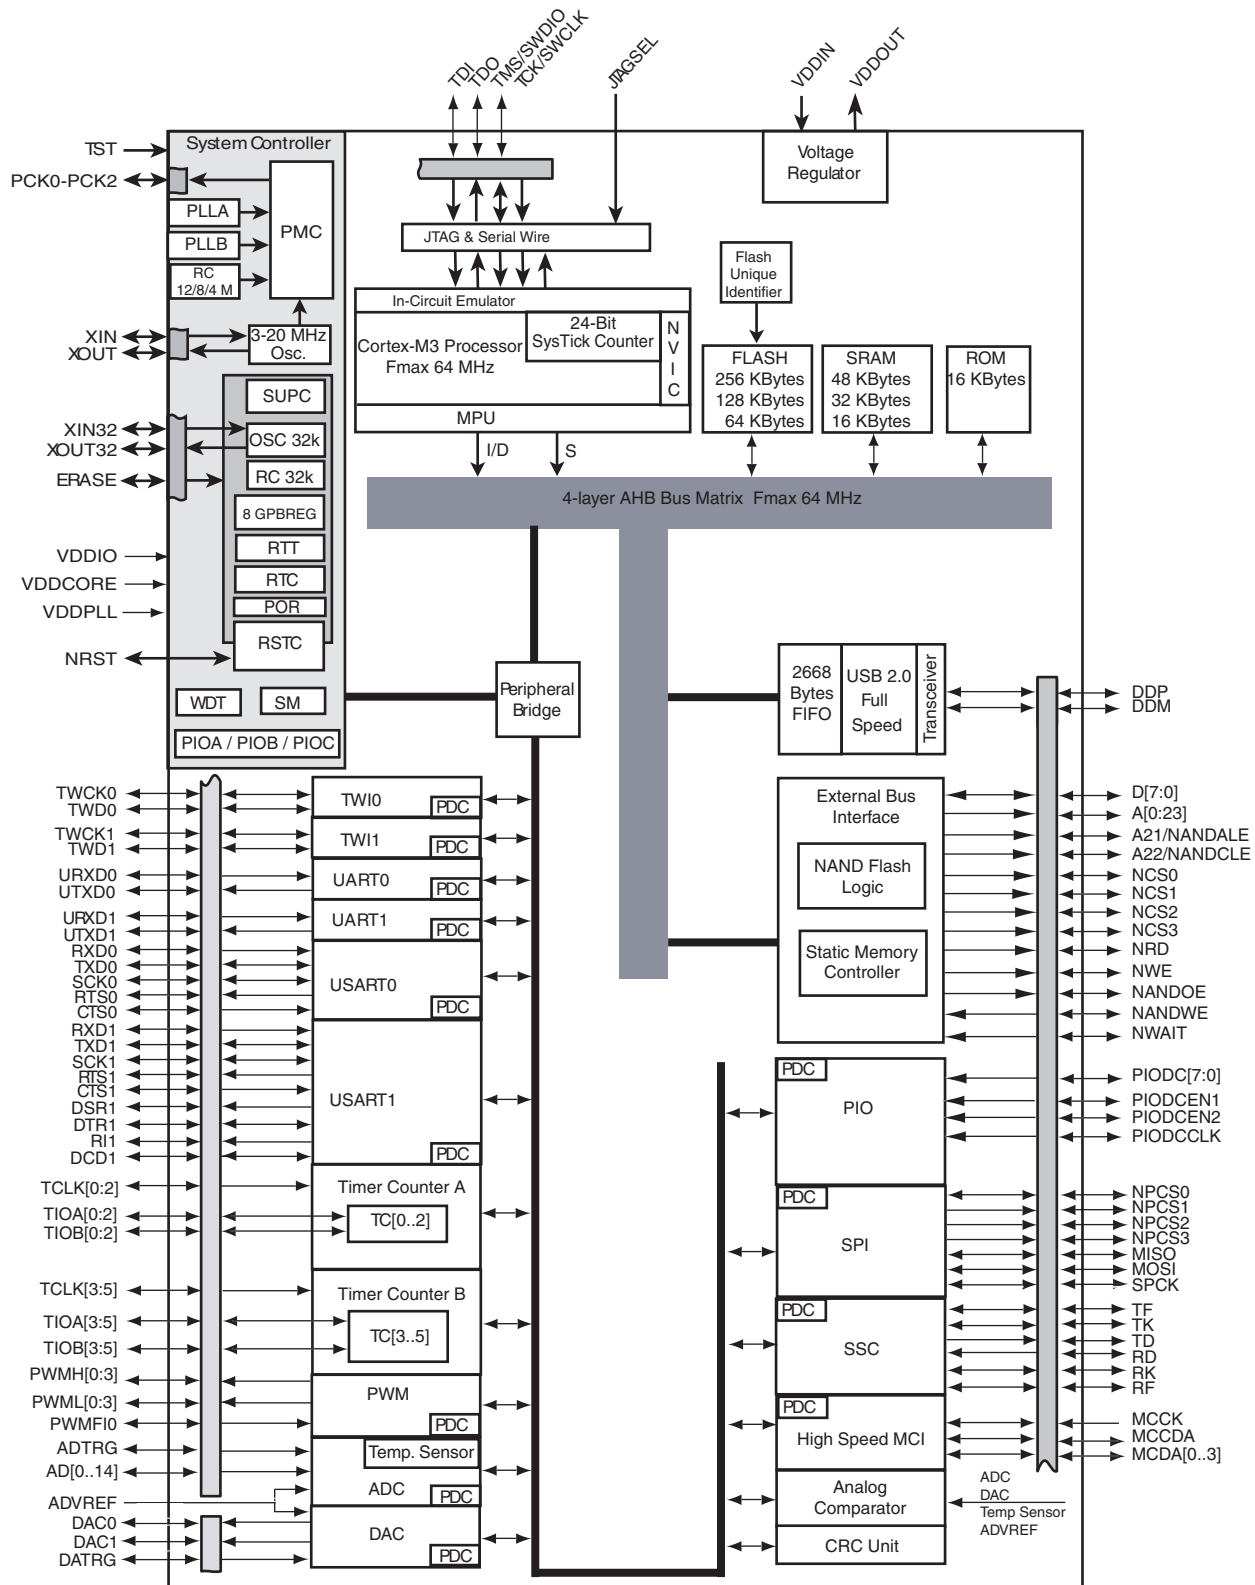 TDI
TDO
TMS/SWDIO
TCK/SWCLK
JTAGSEL
VDDIN
VDDOUT
System Controller
TST
PCK0-PCK2
PLLA
PLLB
RC
12/8/4 M
PMC
XIN
XOUT
3-20 MHz
Osc.
SUPC
XIN32
XOUT32
OSC 32k
ERASE
RC 32k
8 GPBREG
RTT
VDDIO
RTC
VDDCORE
POR
VDDPLL
RSTC
NRST
WDT
SM
PIOA / PIOB / PIOC
Voltage
Regulator
JTAG & Serial Wire
In-Circuit Emulator
24-Bit
SysTick Counter
Cortex-M3 Processor
Fmax 64 MHz
N
V
I
C
MPU
I/D
S
Flash
Unique
Identifier
FLASH
256 KBytes
128 KBytes
64 KBytes
SRAM
48 KBytes
32 KBytes
16 KBytes
ROM
16 KBytes
4-layer AHB Bus Matrix Fmax 64 MHz
Peripheral
Bridge
2668
Bytes
FIFO
USB 2.0
Full
Speed
Transceiver
DDP
DDM
TWCK0
TWD0
TWI0
PDC
TWCK1
TWD1
TWI1
PDC
URXD0
UTXD0
UART0
PDC
URXD1
UTXD1
UART1
PDC
RXD0
TXD0
SCK0
RTS0
CTS0
USART0
PDC
RXD1
TXD1
SCK1
RTS1
CTS1
DSR1
DTR1
RI1
DCD1
USART1
PDC
TCLK[0:2]
TIOA[0:2]
TIOB[0:2]
Timer Counter A
TC[0..2]
TCLK[3:5]
TIOA[3:5]
TIOB[3:5]
Timer Counter B
TC[3..5]
PWMH[0:3]
PWML[0:3]
PWMFI0
PWM
PDC
ADTRG
AD[0..14]
ADVREF
Temp. Sensor
ADC
PDC
DAC0
DAC1
DATRG
DAC
PDC
External Bus
Interface
NAND Flash
Logic
Static Memory
Controller
D[7:0]
A[0:23]
A21/NANDALE
A22/NANDCLE
NCS0
NCS1
NCS2
NCS3
NRD
NWE
NANDOE
NANDWE
NWAIT
PDC
PIO
PIODC[7:0]
PIODCEN1
PIODCEN2
PIODCCLK
PDC
SPI
NPCS0
NPCS1
NPCS2
NPCS3
MISO
MOSI
SPCK
PDC
SSC
TF
TK
TD
RD
RK
RF
PDC
High Speed MCI
MCCK
MCCDA
MCDA[0..3]
Analog
Comparator
ADC
DAC
Temp Sensor
ADVREF
CRC Unit